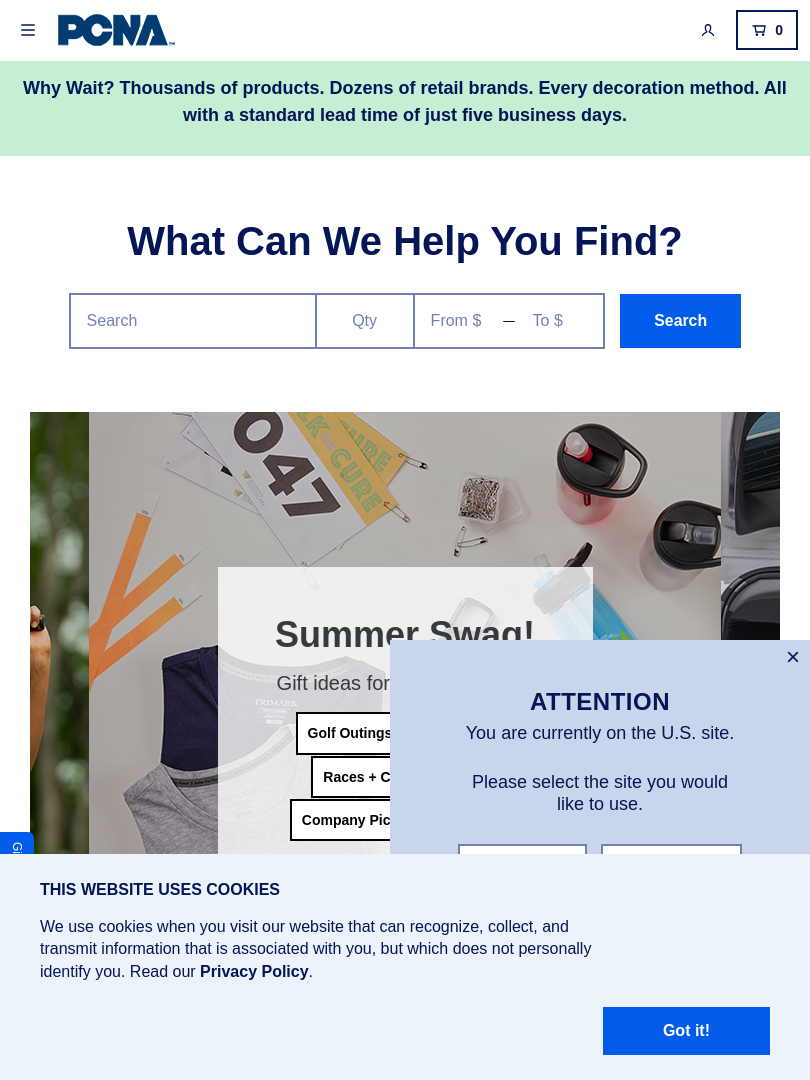 PCNA
0
Why Wait? Thousands of products. Dozens of retail brands. Every decoration method. All
with a standard lead time of just five business days.
What Can We Help You Find?
Search
Qty
From $
—
To $
Search
047
CURE
Summer Swag!
Gift ideas for
TRIMARK
Golf Outings
Races + C
Company Pic
×
ATTENTION
You are currently on the U.S. site.
Please select the site you would
like to use.
THIS WEBSITE USES COOKIES
We use cookies when you visit our website that can recognize, collect, and
transmit information that is associated with you, but which does not personally
identify you. Read our Privacy Policy.
Got it!